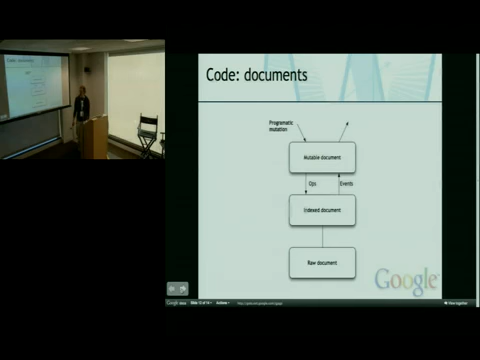 Code: documents
Programatic
mutation
Mutable document
Ops
Events
Indexed document
Raw document
Google